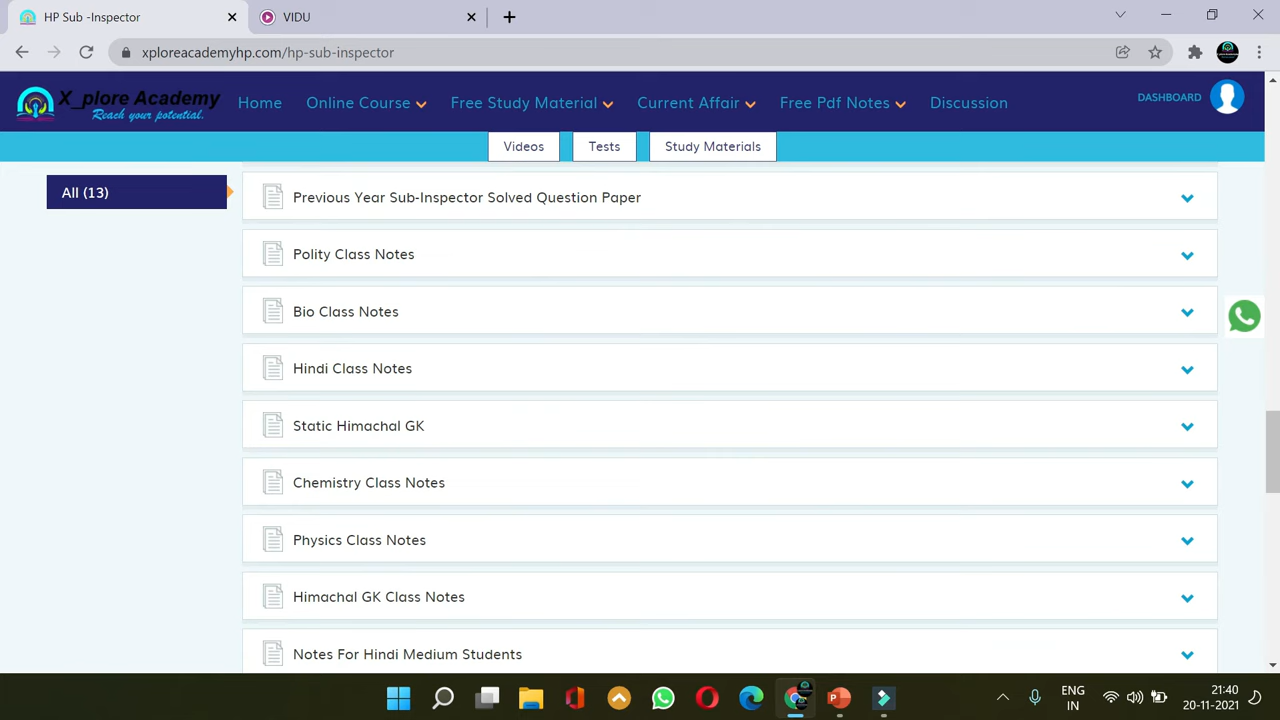 HP Sub -Inspector
VIDU
xploreacademyhp.com/hp-sub-inspector
X_plore Academy
Reach your potential.
Home
Online Course
Free Study Material
Current Affair
Free Pdf Notes
Discussion
DASHBOARD
Videos
Tests
Study Materials
All (13)
Previous Year Sub-Inspector Solved Question Paper
Polity Class Notes
Bio Class Notes
Hindi Class Notes
Static Himachal GK
Chemistry Class Notes
Physics Class Notes
Himachal GK Class Notes
Notes For Hindi Medium Students
ENG
IN
21:40
20-11-2021